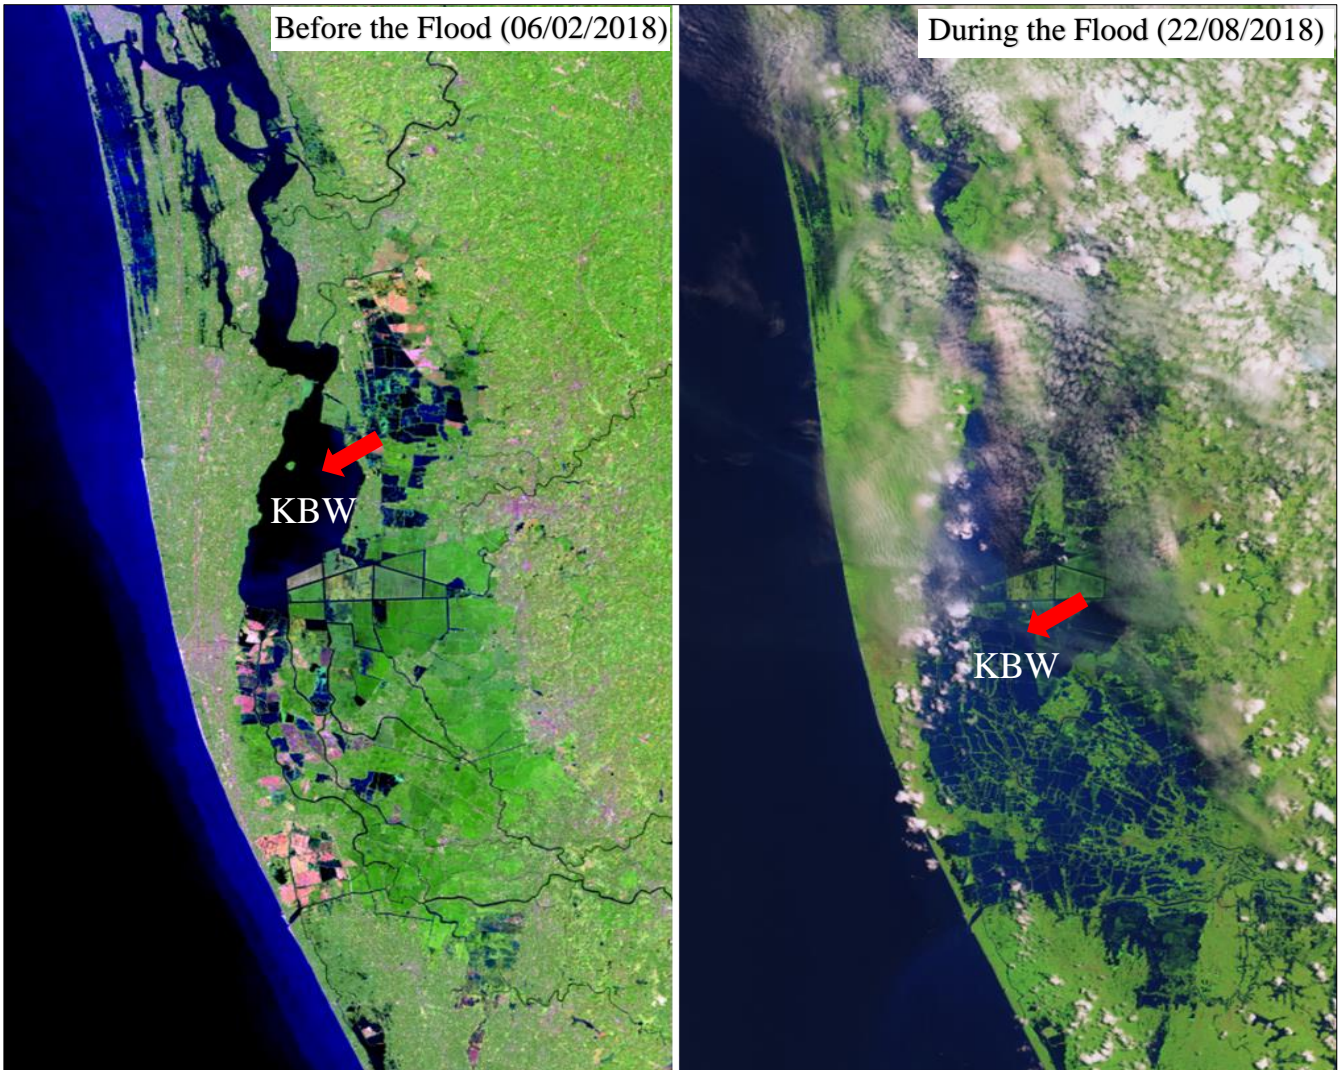 Before the Flood (06/02/2018)
During the Flood (22/08/2018)
KBW
KBW